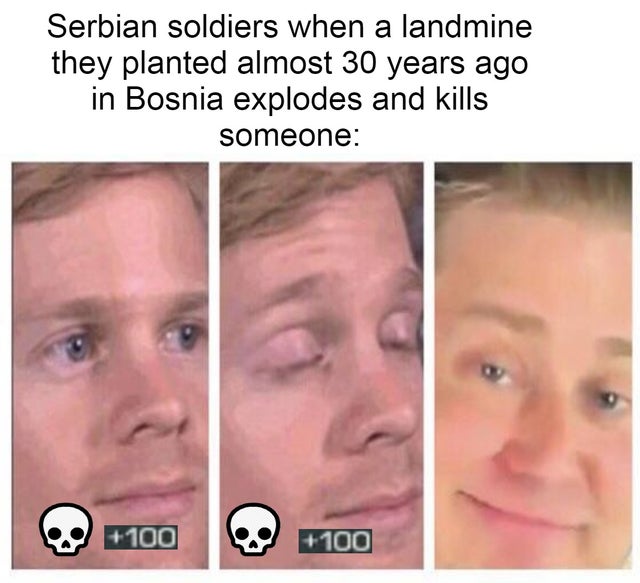 Serbian soldiers when a landmine
they planted almost 30 years ago
in Bosnia explodes and kills
someone:
+100
+100